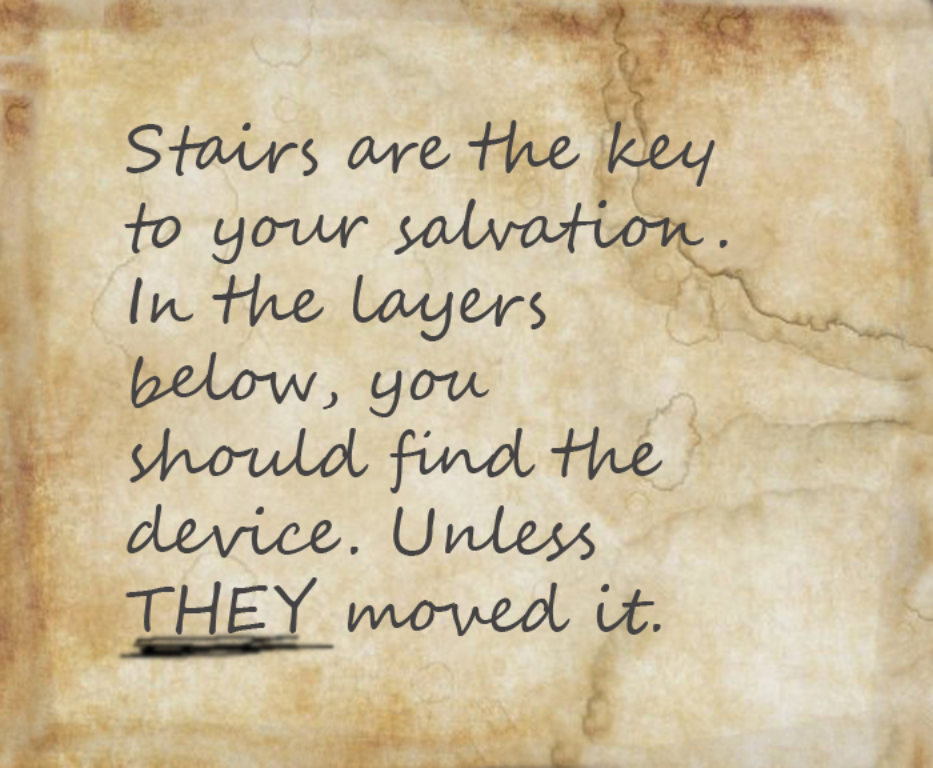 Stairs are the key
to your salvation.
In the layers
below, you
should find the
device. Unless
THEY moved it.